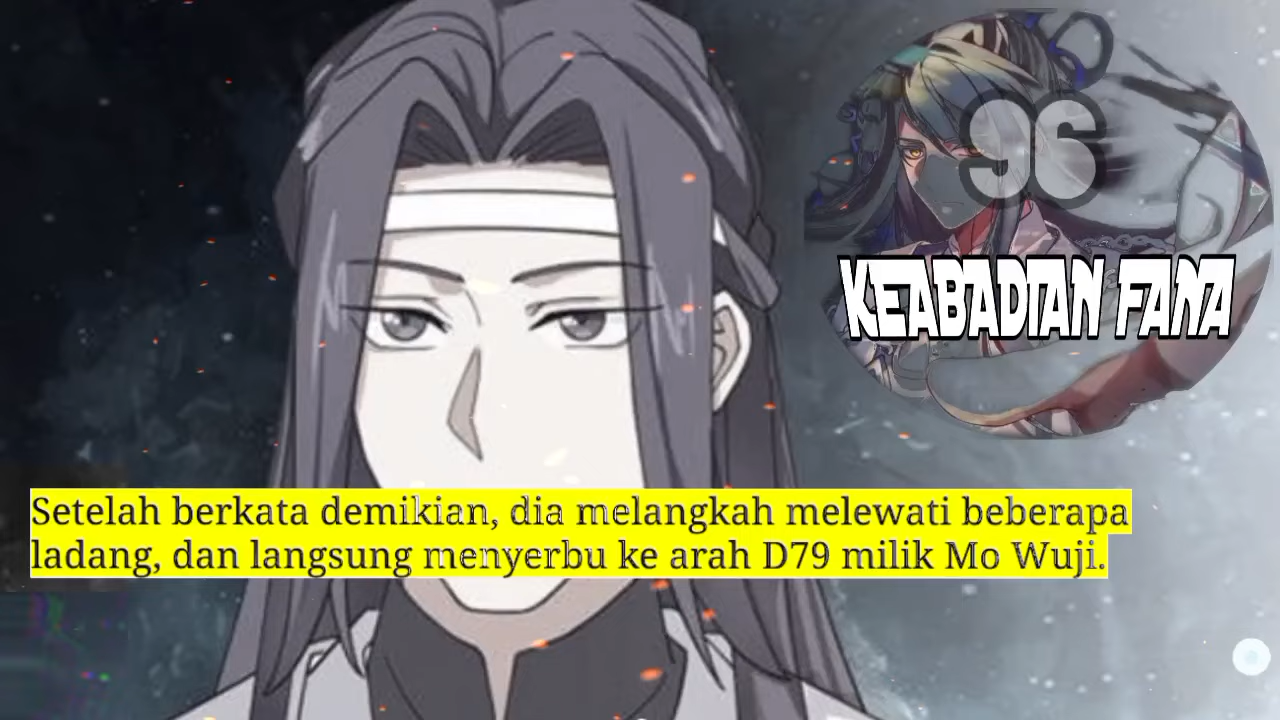 96
KEABADIAN FANA
Setelah berkata demikian, dia melangkah melewati beberapa
ladang, dan langsung menyerbu ke arah D79 milik Mo Wuji.